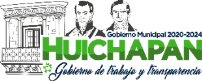 Gobierno Municipal 2020-2024
HUICHAPAN
Gobierno de trabajo y transparencia